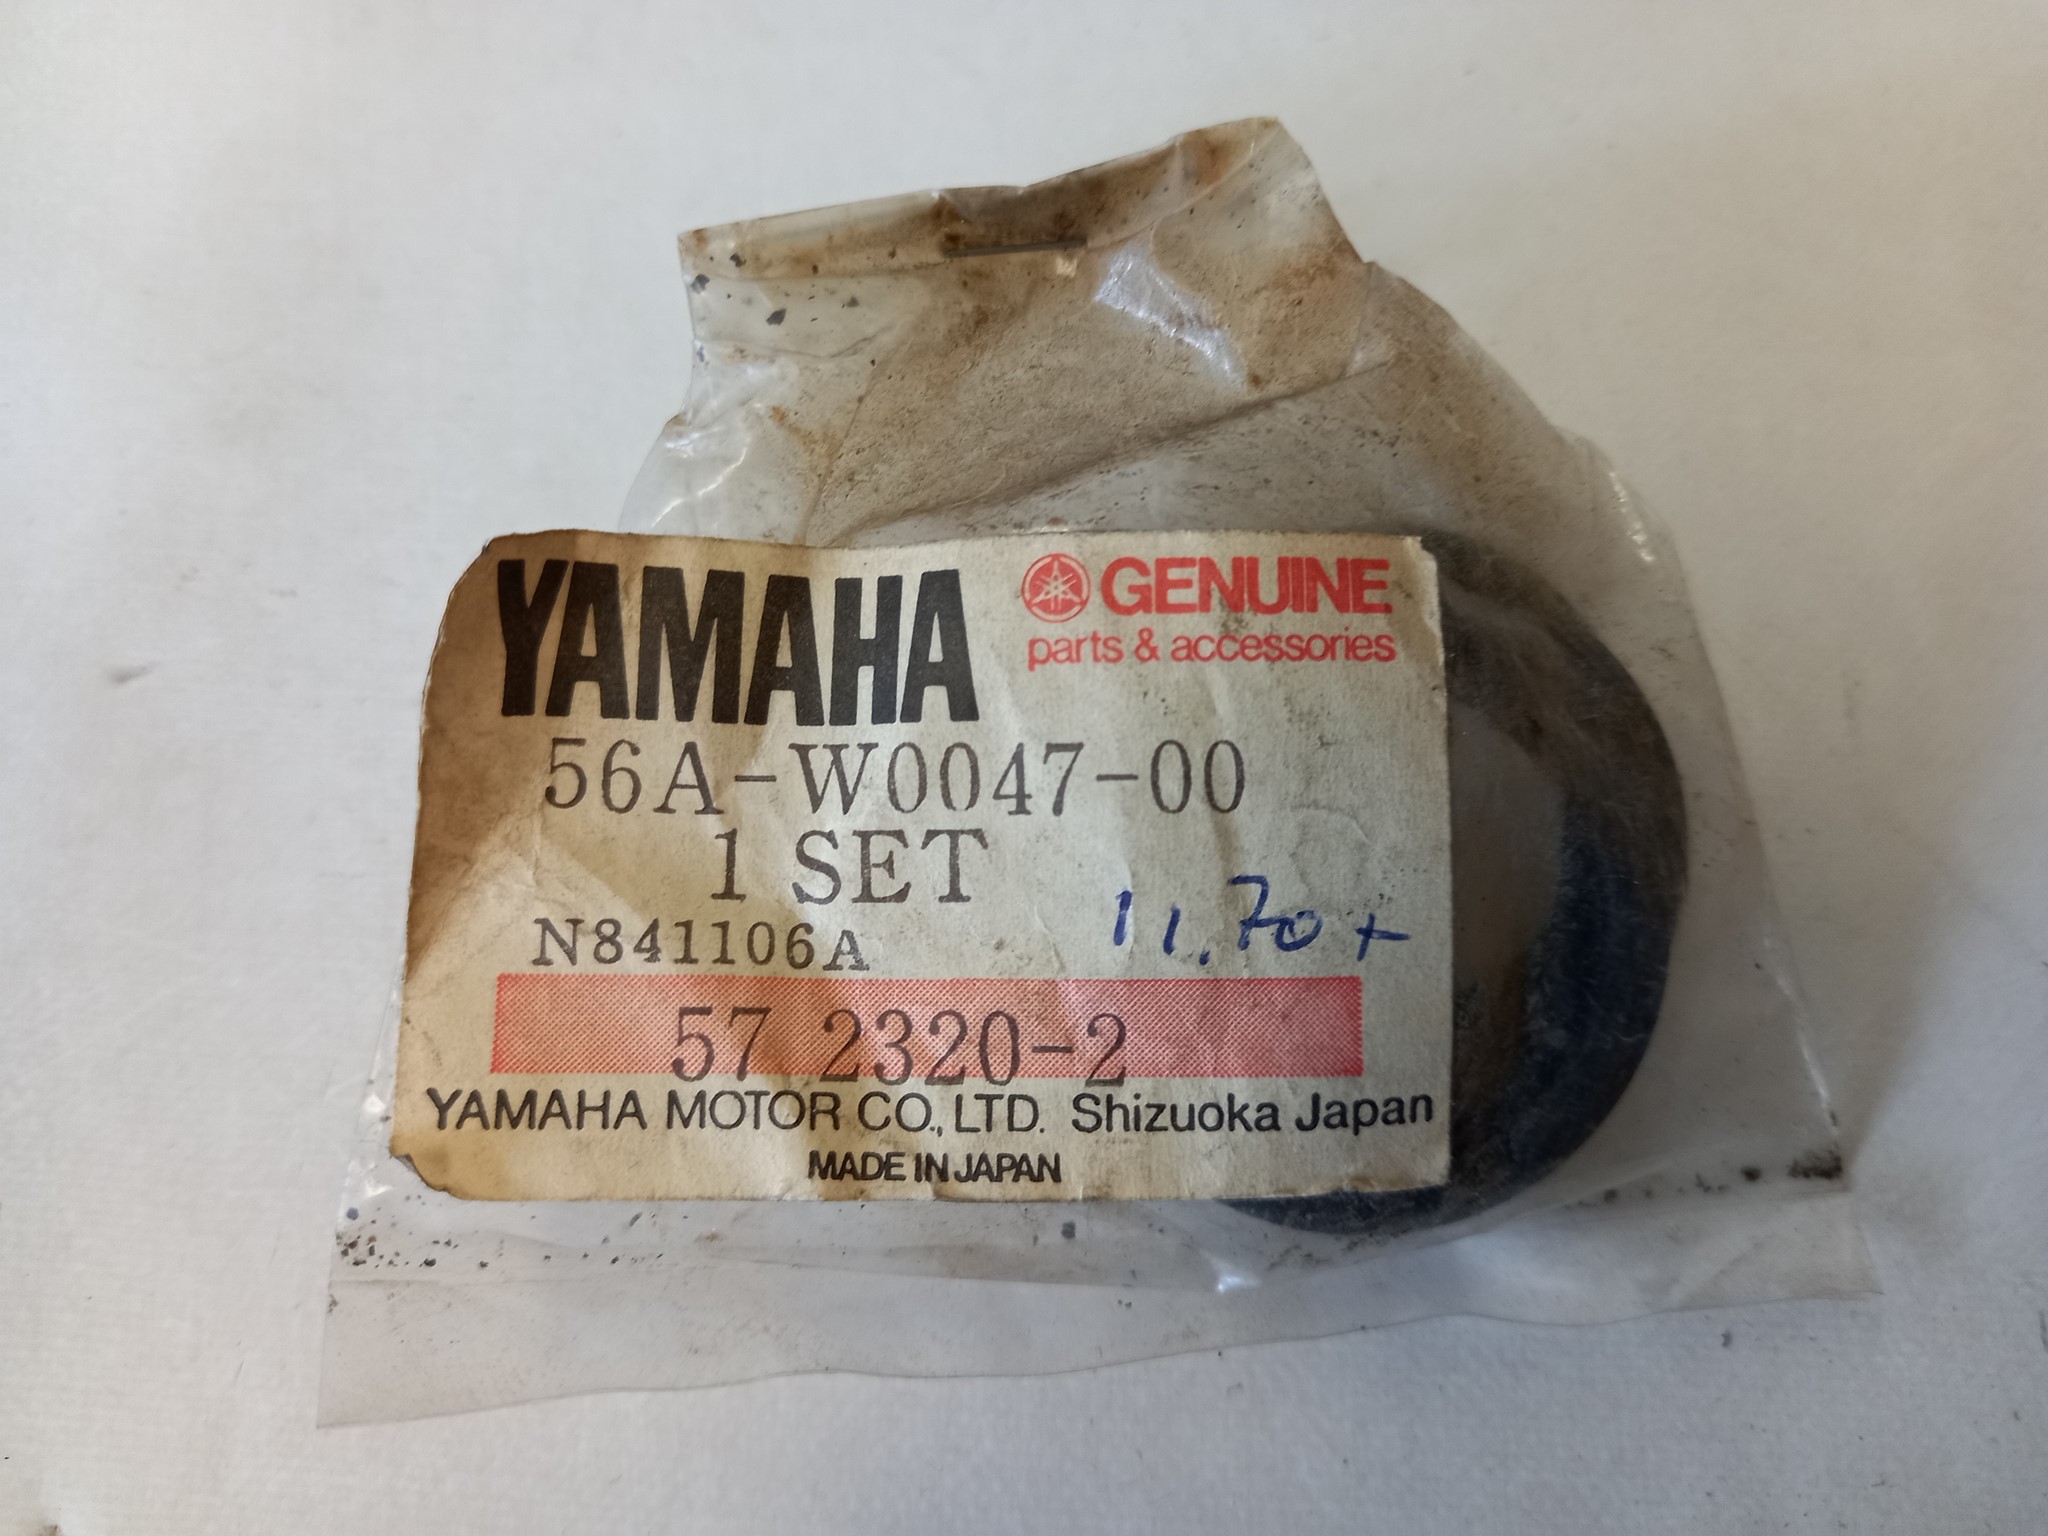 YAMAHA
GENUINE
parts & accessories
56A-W0047-00
1 SET
N841106A
11.70+
57 2320-2
YAMAHA MOTOR CO., LTD. Shizuoka Japan
MADE IN JAPAN